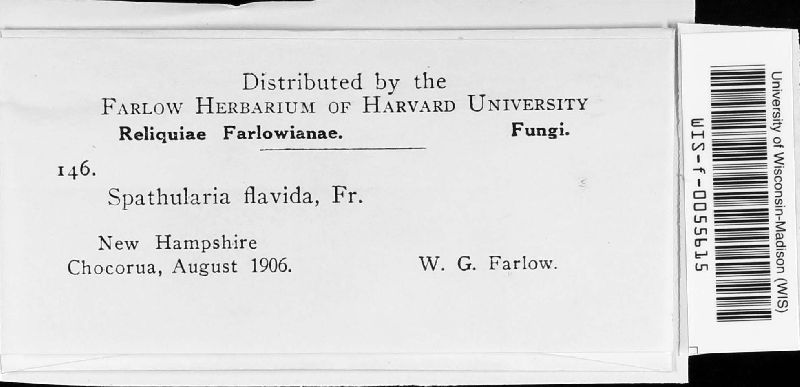 Distributed by the
Farlow Herbarium of Harvard University
Reliquiae Farlowianae. Fungi.
146.
Spathularia flavida, Fr.
New Hampshire
Chocorua, August 1906. W. G. Farlow.
University of Wisconsin-Madison (WIS)
WIS-f-0055615